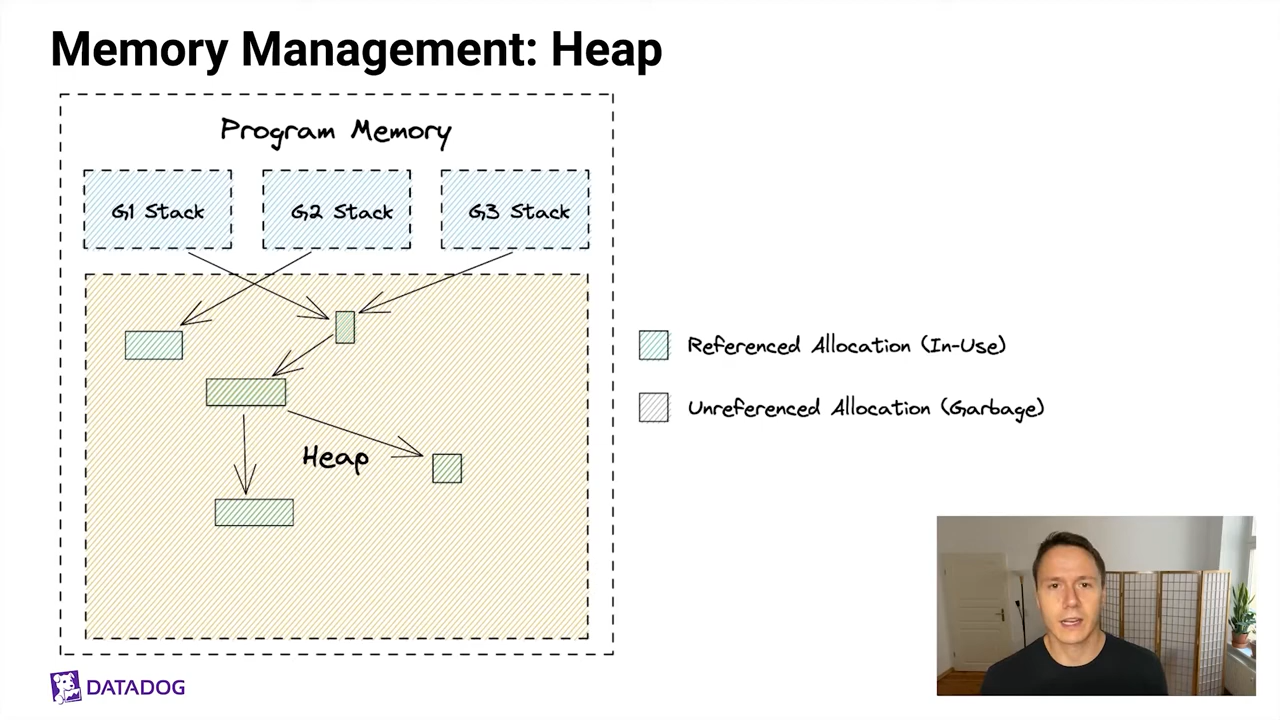 Memory Management: Heap
Program Memory
G1 Stack
G2 Stack
G3 Stack
Heap
Referenced Allocation (In-Use)
Unreferenced Allocation (Garbage)
DATADOG